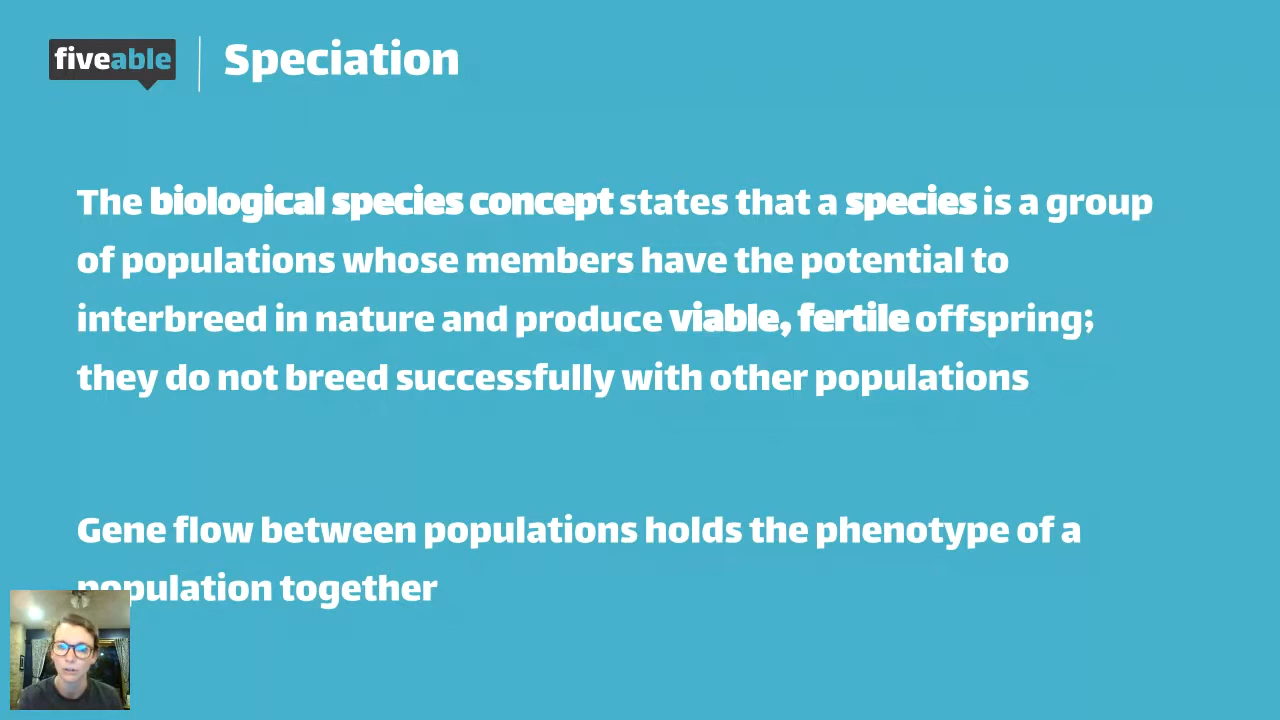 fiveable
Speciation
The biological species concept states that a species is a group
of populations whose members have the potential to
interbreed in nature and produce viable, fertile offspring;
they do not breed successfully with other populations
Gene flow between populations holds the phenotype of a
population together